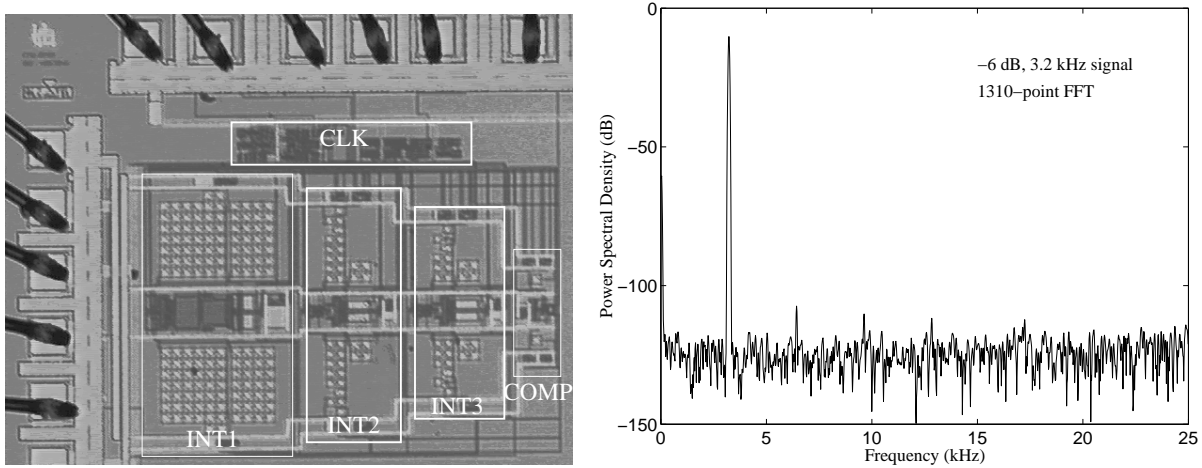 CLK
INT1
INT2
INT3
COMP
0
−50
−100
−150
Power Spectral Density (dB)
−6 dB, 3.2 kHz signal
1310−point FFT
0
5
10
15
20
25
Frequency (kHz)